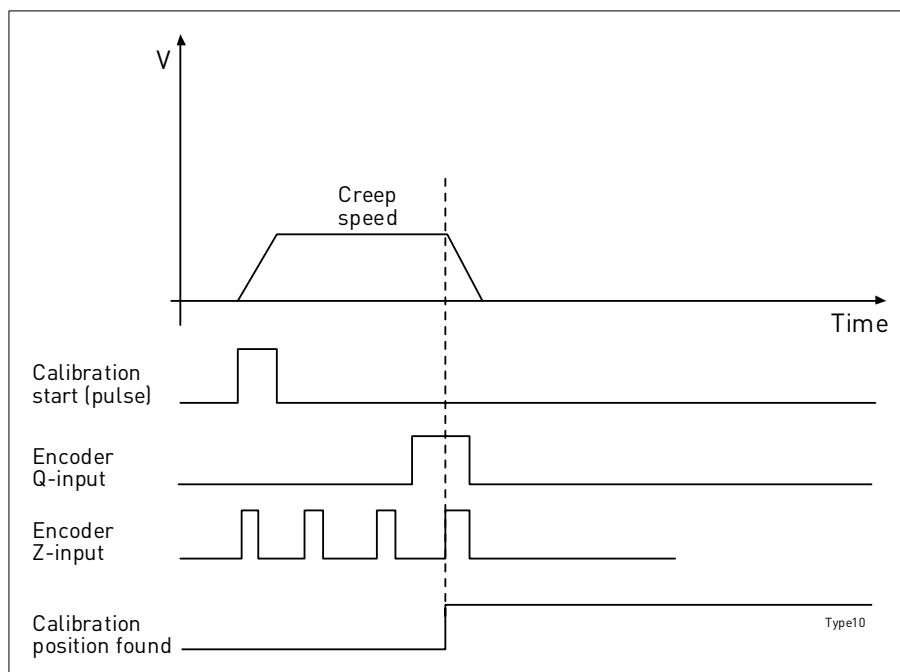 V
Creep
speed
Time
Calibration
start (pulse)
Encoder
Q-input
Encoder
Z-input
Calibration
position found
Type10